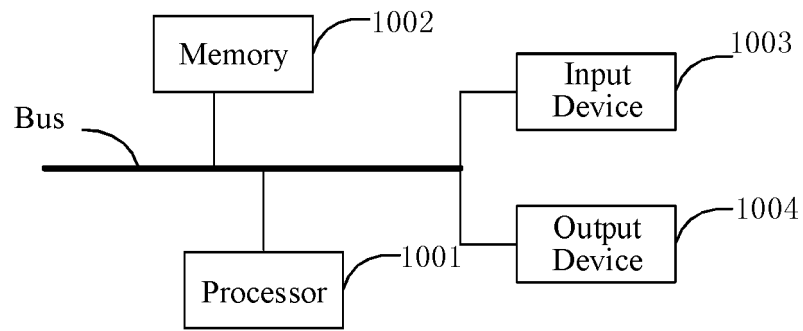 Memory
1002
Input
Device
1003
Bus
Output
Device
1004
Processor
1001